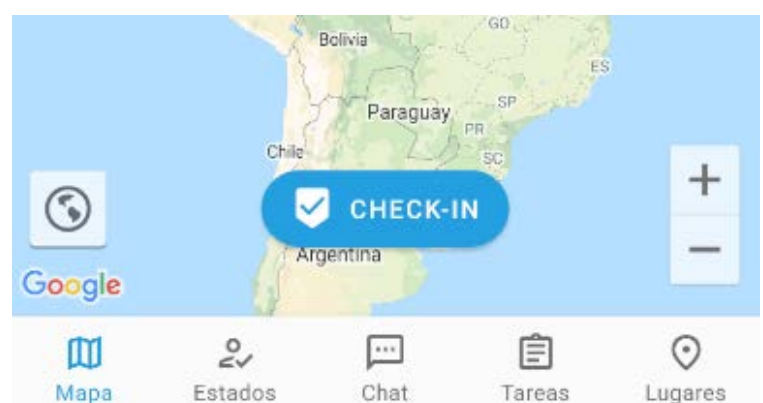 GO
Bolivia
ES
Paraguay
SP
PR
Chile
SC
CHECK-IN
Argentina
Google
Mapa
Estados
Chat
Tareas
Lugares